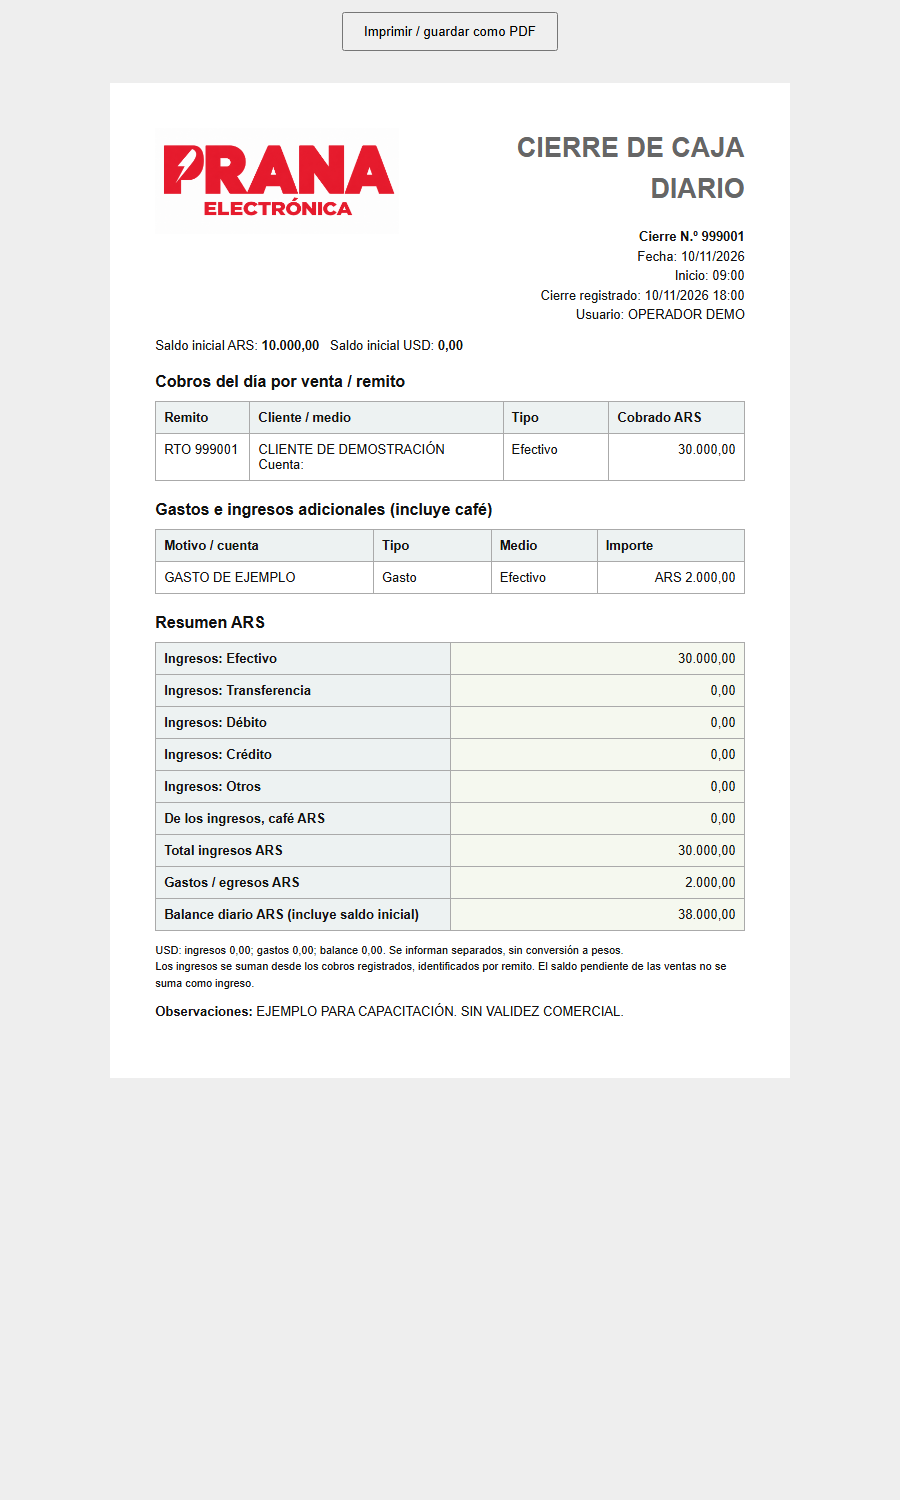 Imprimir / guardar como PDF
PRANA
ELECTRÓNICA
CIERRE DE CAJA
DIARIO
Cierre N.º 999001
Fecha: 10/11/2026
Inicio: 09:00
Cierre registrado: 10/11/2026 18:00
Usuario: OPERADOR DEMO
Saldo inicial ARS: 10.000,00 Saldo inicial USD: 0,00
Cobros del día por venta / remito
Remito Cliente / medio Tipo Cobrado ARS
RTO 999001 CLIENTE DE DEMOSTRACIÓN Efectivo 30.000,00
Cuenta:
Gastos e ingresos adicionales (incluye café)
Motivo / cuenta Tipo Medio Importe
GASTO DE EJEMPLO Gasto Efectivo ARS 2.000,00
Resumen ARS
Ingresos: Efectivo 30.000,00
Ingresos: Transferencia 0,00
Ingresos: Débito 0,00
Ingresos: Crédito 0,00
Ingresos: Otros 0,00
De los ingresos, café ARS 0,00
Total ingresos ARS 30.000,00
Gastos / egresos ARS 2.000,00
Balance diario ARS (incluye saldo inicial) 38.000,00
USD: ingresos 0,00; gastos 0,00; balance 0,00. Se informan separados, sin conversión a pesos.
Los ingresos se suman desde los cobros registrados, identificados por remito. El saldo pendiente de las ventas no se
suma como ingreso.
Observaciones: EJEMPLO PARA CAPACITACIÓN. SIN VALIDEZ COMERCIAL.